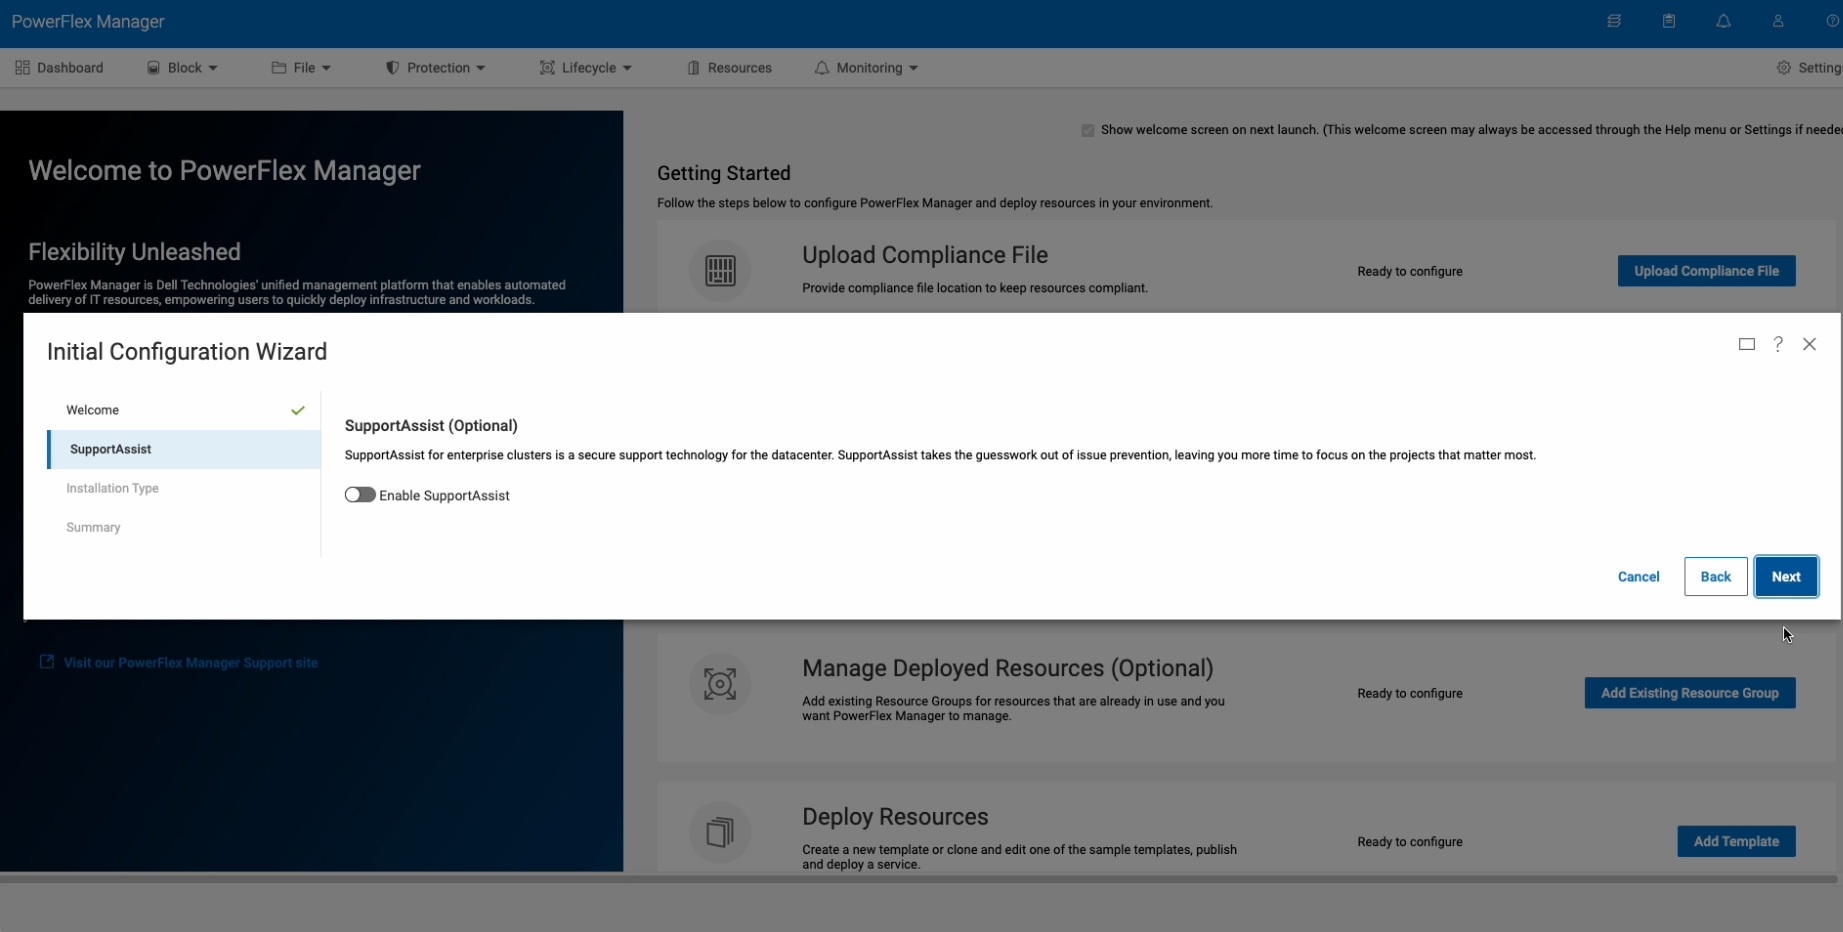 PowerFlex Manager
Dashboard
Block
File
Protection
Lifecycle
Resources
Monitoring
Setting
Show welcome screen on next launch. (This welcome screen may always be accessed through the Help menu or Settings if neede
Welcome to PowerFlex Manager
Getting Started
Follow the steps below to configure PowerFlex Manager and deploy resources in your environment.
Flexibility Unleashed
PowerFlex Manager is Dell Technologies' unified management platform that enables automated
delivery of IT resources, empowering users to quickly deploy infrastructure and workloads.
Upload Compliance File
Provide compliance file location to keep resources compliant.
Ready to configure
Upload Compliance File
Initial Configuration Wizard
Welcome
SupportAssist
Installation Type
Summary
SupportAssist (Optional)
SupportAssist for enterprise clusters is a secure support technology for the datacenter. SupportAssist takes the guesswork out of issue prevention, leaving you more time to focus on the projects that matter most.
Enable SupportAssist
Cancel
Back
Next
Visit our PowerFlex Manager Support site
Manage Deployed Resources (Optional)
Add existing Resource Groups for resources that are already in use and you
want PowerFlex Manager to manage.
Ready to configure
Add Existing Resource Group
Deploy Resources
Create a new template or clone and edit one of the sample templates, publish
and deploy a service.
Ready to configure
Add Template